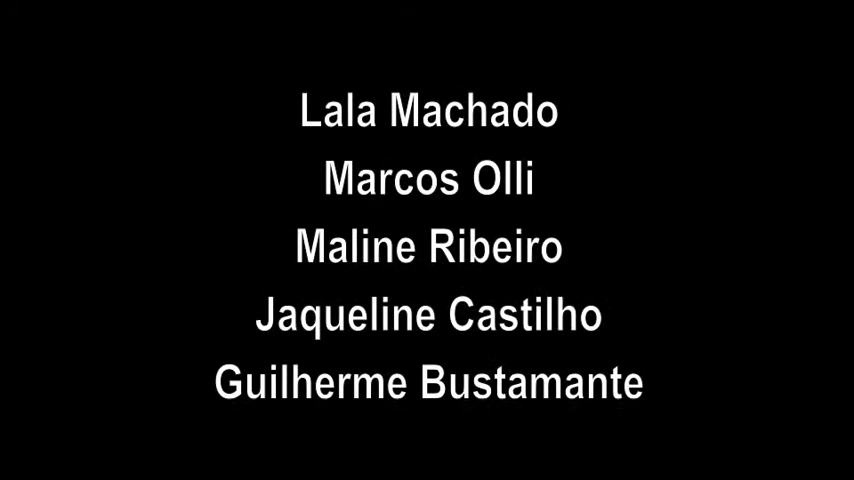 Lala Machado
Marcos Olli
Maline Ribeiro
Jaqueline Castilho
Guilherme Bustamante